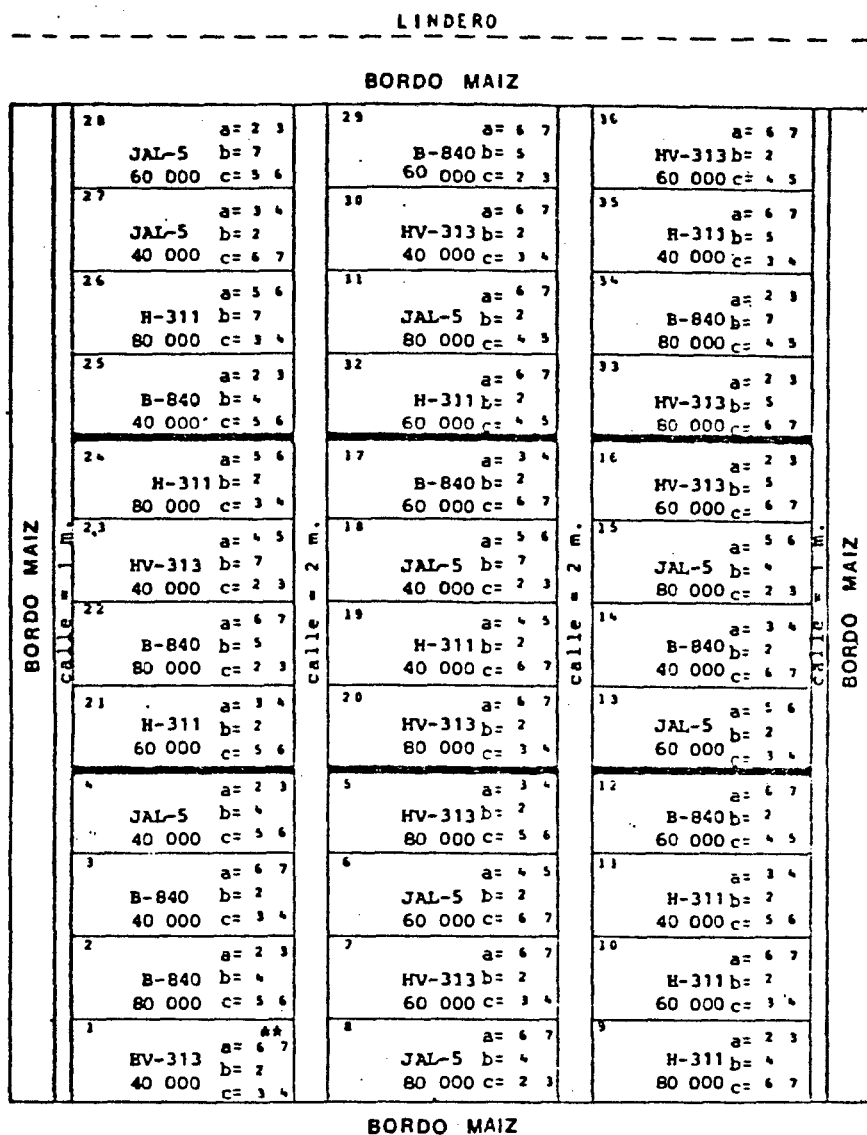 LINDERO
BORDO MAIZ
28
a= 2 3
JAL-5 b= 7
60 000 c= 5 6
29
a= 6 7
B-840 b= 5
60 000 c= 2 3
36
a= 6 7
HV-313 b= 2
60 000 c= 4 5
27
a= 3 4
JAL-5 b= 2
40 000 c= 6 7
30
a= 6 7
HV-313 b= 2
40 000 c= 3 4
35
a= 6 7
H-311 b= 5
40 000 c= 3 4
26
a= 5 6
H-311 b= 7
80 000 c= 3 4
31
a= 6 7
JAL-5 b= 2
80 000 c= 4 5
34
a= 2 3
B-840 b= 7
80 000 c= 4 5
25
a= 2 3
B-840 b= 4
40 000 c= 5 6
32
a= 6 7
H-311 b= 2
60 000 c= 4 5
33
a= 2 3
HV-313 b= 5
80 000 c= 6 7
24
a= 5 6
H-311 b= 2
80 000 c= 3 4
17
a= 3 4
B-840 b= 2
60 000 c= 6 7
16
a= 2 3
HV-313 b= 5
60 000 c= 6 7
23
a= 4 5
HV-313 b= 7
40 000 c= 2 3
18
a= 5 6
JAL-5 b= 7
40 000 c= 2 3
15
a= 5 6
JAL-5 b= 4
80 000 c= 2 3
22
a= 6 7
B-840 b= 5
80 000 c= 2 3
19
a= 4 5
H-311 b= 2
40 000 c= 6 7
14
a= 3 4
B-840 b= 2
40 000 c= 6 7
21
a= 3 4
H-311 b= 2
60 000 c= 5 6
20
a= 6 7
HV-313 b= 2
80 000 c= 3 4
13
a= 5 6
JAL-5 b= 2
60 000 c= 3 4
4
a= 2 3
JAL-5 b= 4
40 000 c= 5 6
5
a= 3 4
HV-313 b= 2
80 000 c= 5 6
12
a= 6 7
B-840 b= 2
60 000 c= 4 5
3
a= 6 7
B-840 b= 2
40 000 c= 3 4
6
a= 4 5
JAL-5 b= 2
60 000 c= 6 7
11
a= 3 4
H-311 b= 2
40 000 c= 5 6
2
a= 2 3
B-840 b= 4
80 000 c= 5 6
7
a= 6 7
HV-313 b= 2
60 000 c= 3 4
10
a= 6 7
H-311 b= 2
60 000 c= 3 4
1
**
a= 6 7
HV-313 b= 2
40 000 c= 3 4
8
a= 6 7
JAL-5 b= 4
80 000 c= 2 3
9
a= 2 3
H-311 b= 4
80 000 c= 6 7
BORDO MAIZ
calle = 1 m.
calle = 2 m.
calle = 2 m.
calle = 1 m.
BORDO MAIZ
BORDO MAIZ